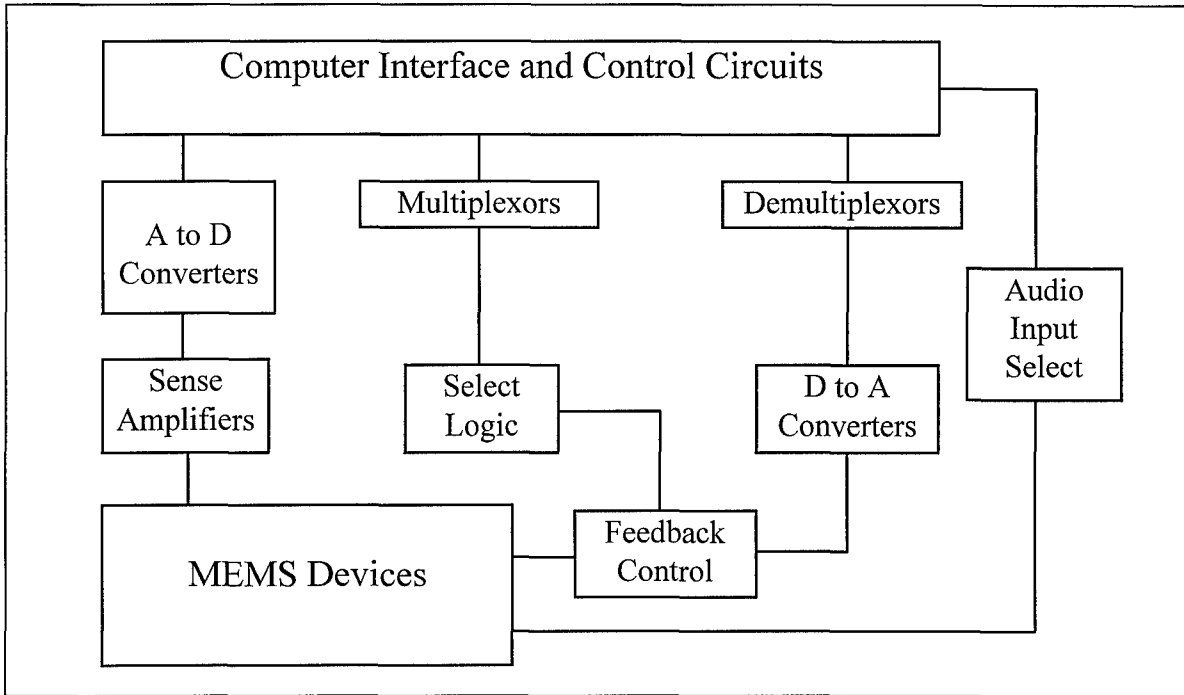 Computer Interface and Control Circuits
A to D
Converters
Multiplexors
Demultiplexors
Audio
Input
Select
Sense
Amplifiers
Select
Logic
D to A
Converters
Feedback
Control
MEMS Devices